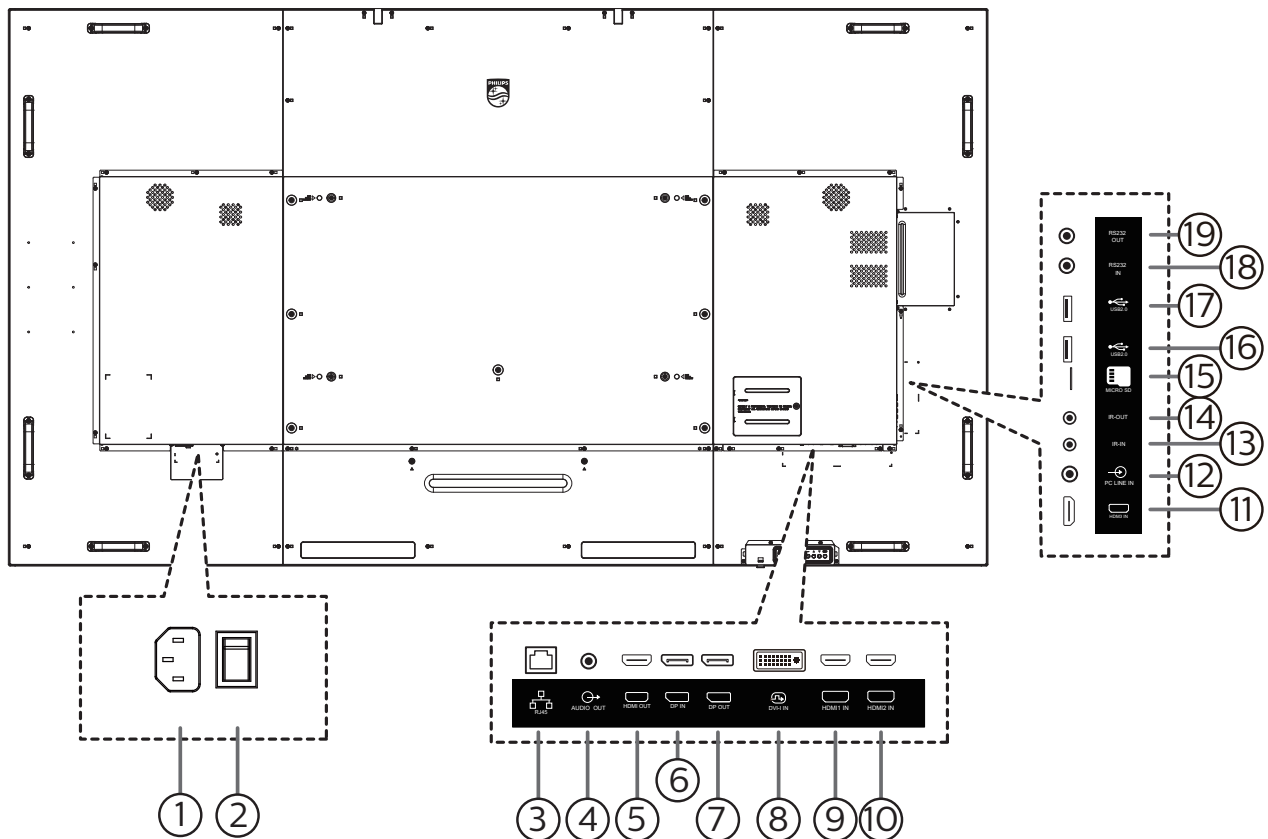 PHILIPS
RS232
OUT
19
RS232
IN
18
USB2.0
17
USB2.0
16
MICRO SD
15
IR-OUT
14
IR-IN
13
PC LINE IN
12
HDMI3 IN
11
RJ45
AUDIO OUT
HDMI OUT
DP IN
DP OUT
DVI-I IN
HDMI1 IN
HDMI2 IN
1
2
3
4
5
6
7
8
9
10